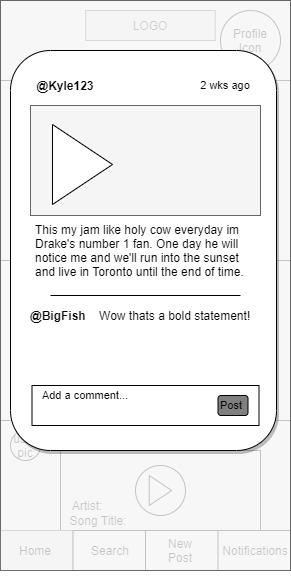 LOGO
Profile
Icon
@Kyle123 2 wks ago
This my jam like holy cow everyday im
Drake's number 1 fan. One day he will
notice me and we'll run into the sunset
and live in Toronto until the end of time.
@BigFish Wow thats a bold statement!
Add a comment...
Post
pic
Artist:
Song Title:
Home Search New
Post Notifications